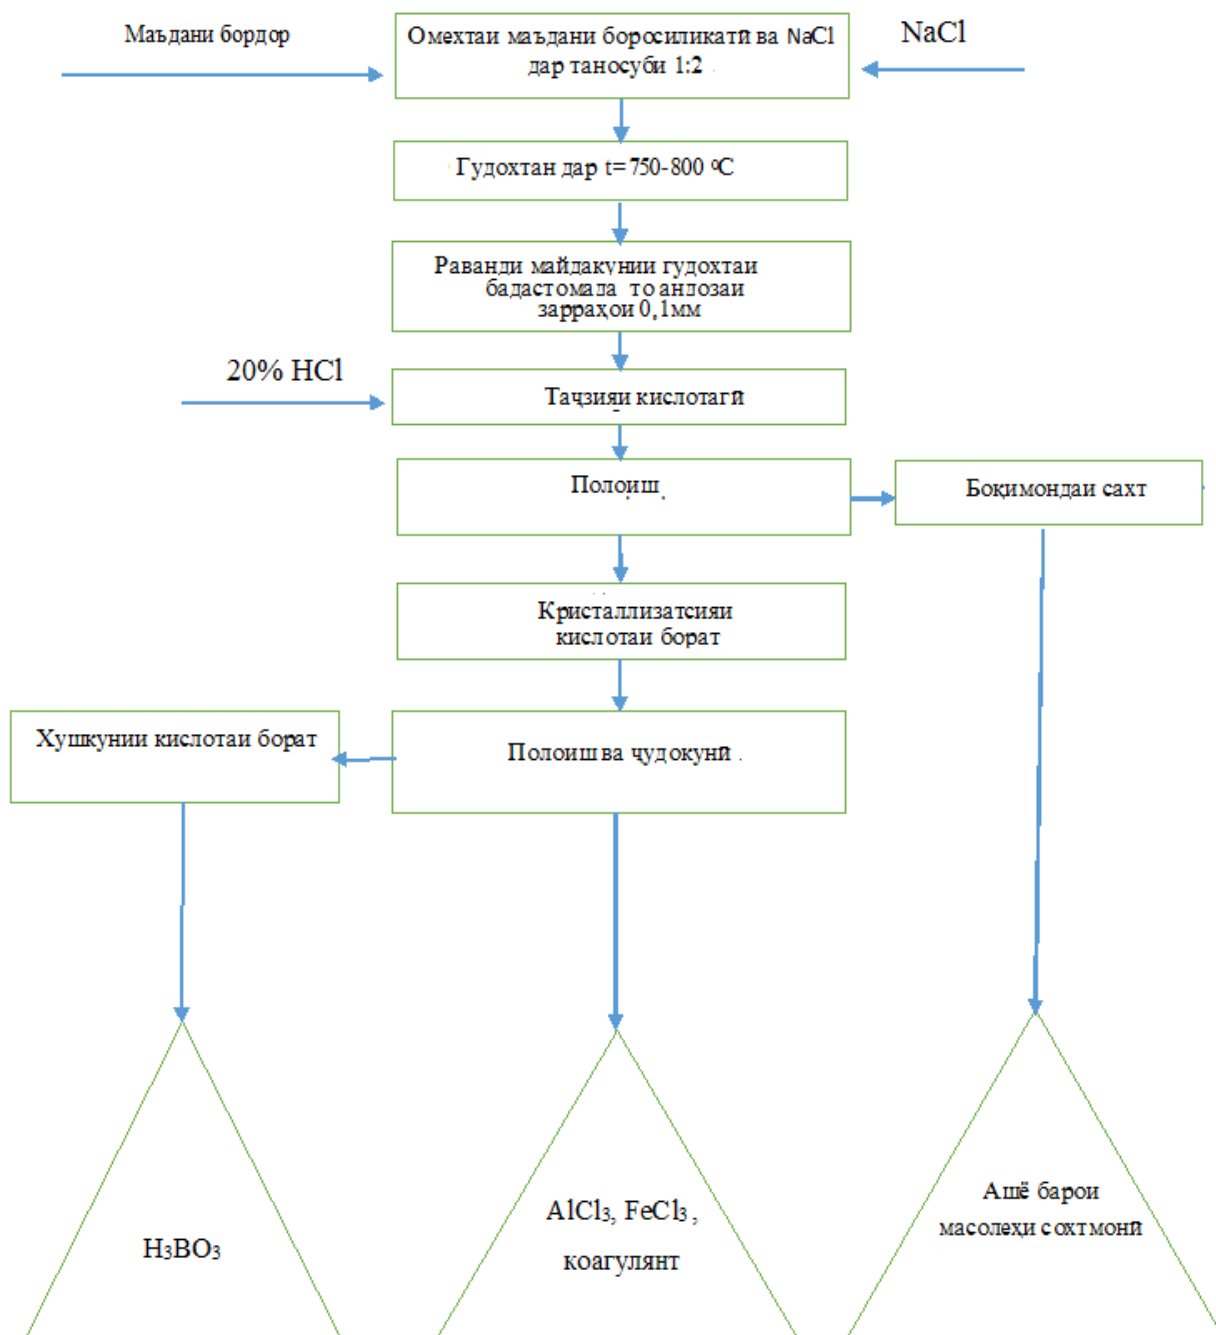 Маъдани бордор
Омехтаи маъдани боросиликатӣ ва NaCl
дар таносуби 1:2
NaCl
Гудохтан дар t=750-800 ºC
Раванди майдакунии гудохтаи
бадастомада то андозаи
зарраҳои 0,1мм
20% HCl
Таҷзияи кислотагӣ
Полоиш
Боқимондаи сахт
Кристаллизатсияи
кислотаи борат
Хушкунии кислотаи борат
Полоиш ва ҷудокунӣ
H₃BO₃
AlCl₃, FeCl₃ ,
коагулянт
Ашё барои
масолеҳи сохтмонӣ